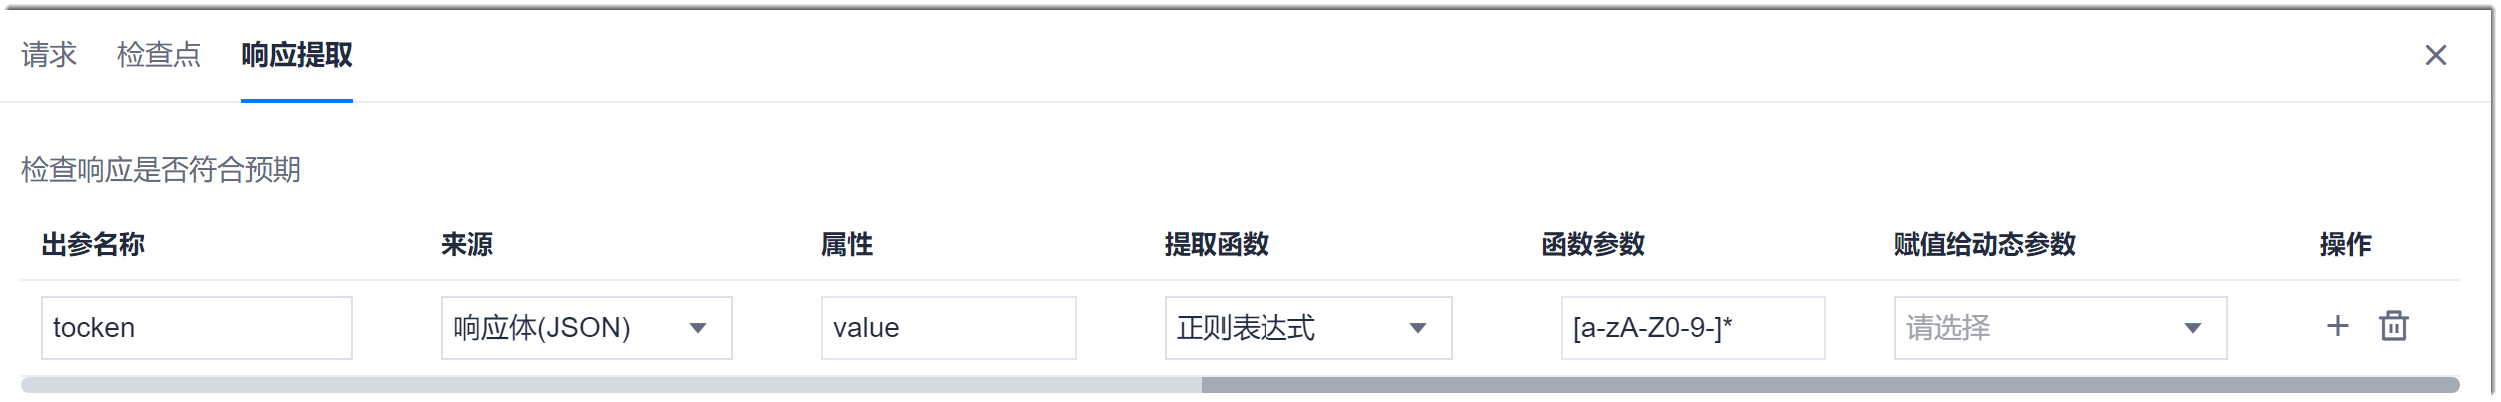 请求 检查点 响应提取
检查响应是否符合预期
出参名称 来源 属性 提取函数 函数参数 赋值给动态参数 操作
tocken 响应体(JSON) value 正则表达式 [a-zA-Z0-9-]* 请选择